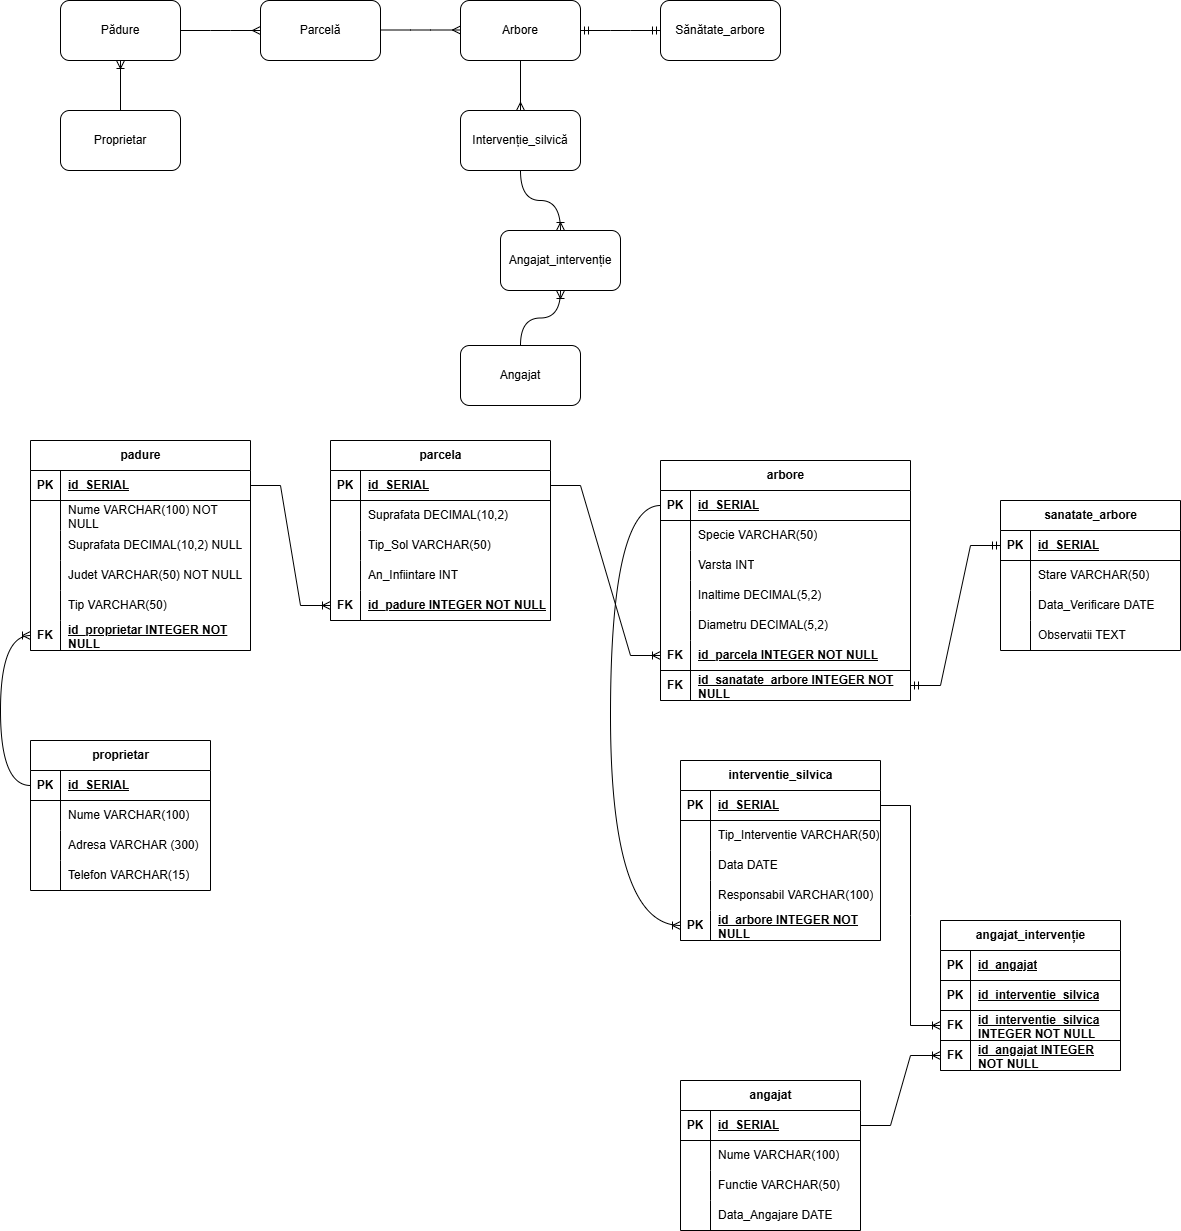 Pădure
Parcelă
Arbore
Sănătate_arbore
Proprietar
Intervenție_silvică
Angajat_intervenție
Angajat
padure
PK id_SERIAL
Nume VARCHAR(100) NOT
NULL
Suprafata DECIMAL(10,2) NULL
Judet VARCHAR(50) NOT NULL
Tip VARCHAR(50)
FK id_proprietar INTEGER NOT
NULL
parcela
PK id_SERIAL
Suprafata DECIMAL(10,2)
Tip_Sol VARCHAR(50)
An_Infiintare INT
FK id_padure INTEGER NOT NULL
arbore
PK id_SERIAL
Specie VARCHAR(50)
Varsta INT
Inaltime DECIMAL(5,2)
Diametru DECIMAL(5,2)
FK id_parcela INTEGER NOT NULL
FK id_sanatate_arbore INTEGER NOT
NULL
sanatate_arbore
PK id_SERIAL
Stare VARCHAR(50)
Data_Verificare DATE
Observatii TEXT
proprietar
PK id_SERIAL
Nume VARCHAR(100)
Adresa VARCHAR (300)
Telefon VARCHAR(15)
interventie_silvica
PK id_SERIAL
Tip_Interventie VARCHAR(50)
Data DATE
Responsabil VARCHAR(100)
PK id_arbore INTEGER NOT
NULL
angajat_intervenție
PK id_angajat
PK id_interventie_silvica
FK id_interventie_silvica
INTEGER NOT NULL
FK id_angajat INTEGER
NOT NULL
angajat
PK id_SERIAL
Nume VARCHAR(100)
Functie VARCHAR(50)
Data_Angajare DATE